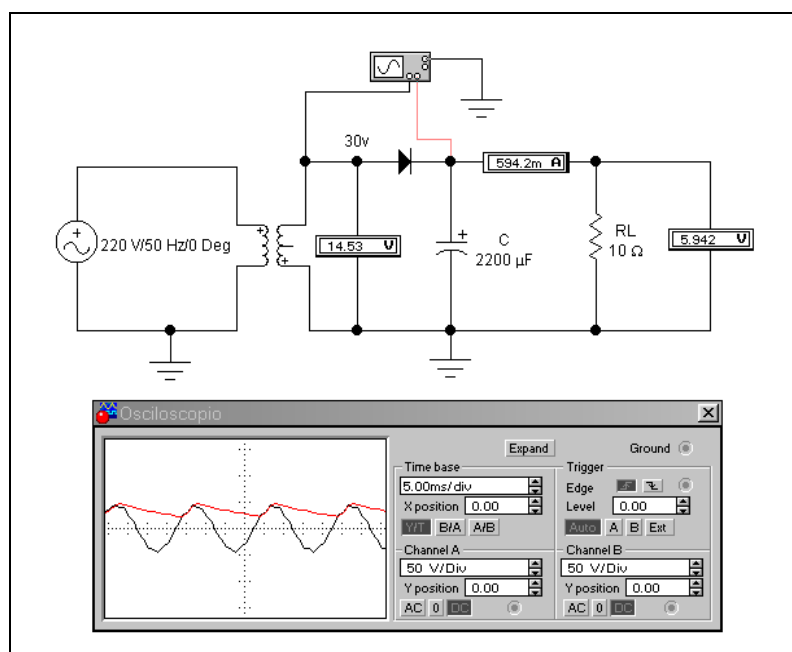 30v
594.2m A
220 V/50 Hz/0 Deg
14.53 V
C
2200 µF
RL
10 Ω
5.942 V
Osciloscopio
Expand
Ground
Time base
5.00ms/div
X position 0.00
Y/T B/A A/B
Trigger
Edge
Level 0.00
Auto A B Ext
Channel A
50 V/Div
Y position 0.00
AC 0 DC
Channel B
50 V/Div
Y position 0.00
AC 0 DC